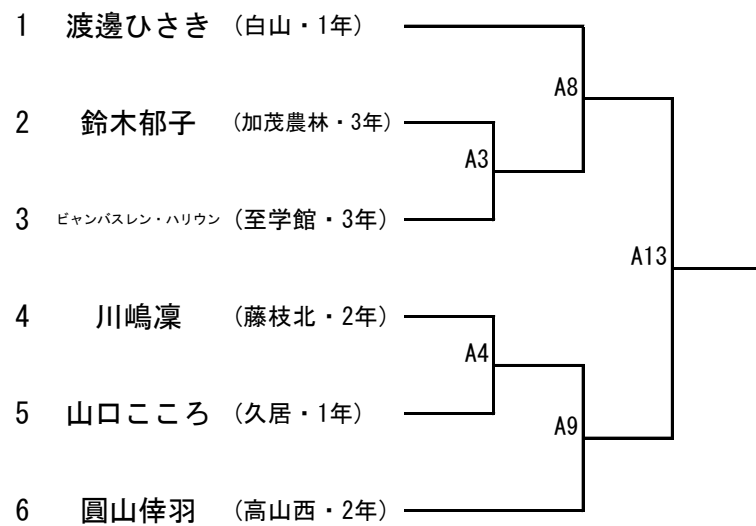 1 渡邊ひさき (白山・1年)
A8
2 鈴木郁子 (加茂農林・3年)
A3
3 ビャンバスレン・ハリウン (至学館・3年)
A13
4 川嶋凜 (藤枝北・2年)
A4
5 山口こころ (久居・1年)
A9
6 圓山倖羽 (高山西・2年)